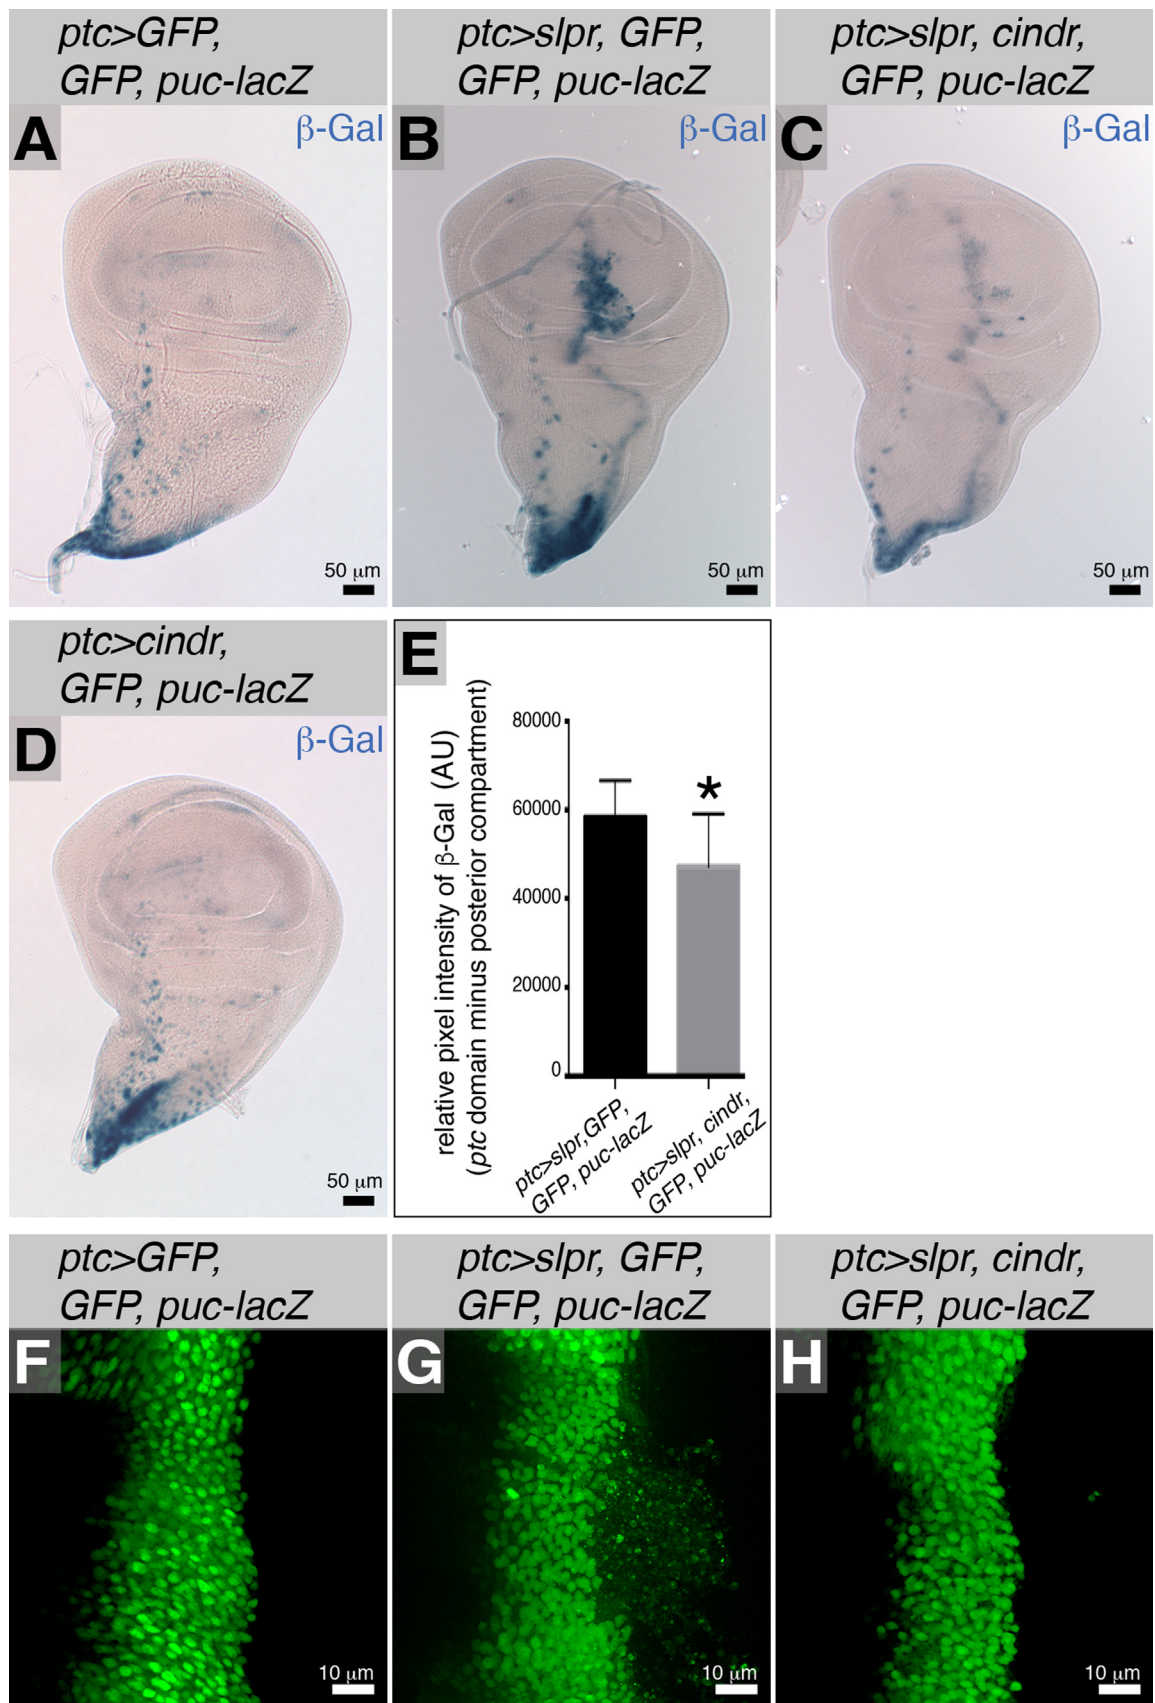 ptc>GFP,
GFP, puc-lacZ
A
β-Gal
50 μm
ptc>slpr, GFP,
GFP, puc-lacZ
B
β-Gal
50 μm
ptc>slpr, cindr,
GFP, puc-lacZ
C
β-Gal
50 μm
ptc>cindr,
GFP, puc-lacZ
D
β-Gal
50 μm
E
relative pixel intensity of β-Gal (AU)
(ptc domain minus posterior compartment)
80000
60000
40000
20000
0
*
ptc>slpr,GFP,
GFP, puc-lacZ
ptc>slpr, cindr,
GFP, puc-lacZ
ptc>GFP,
GFP, puc-lacZ
F
10 μm
ptc>slpr, GFP,
GFP, puc-lacZ
G
10 μm
ptc>slpr, cindr,
GFP, puc-lacZ
H
10 μm